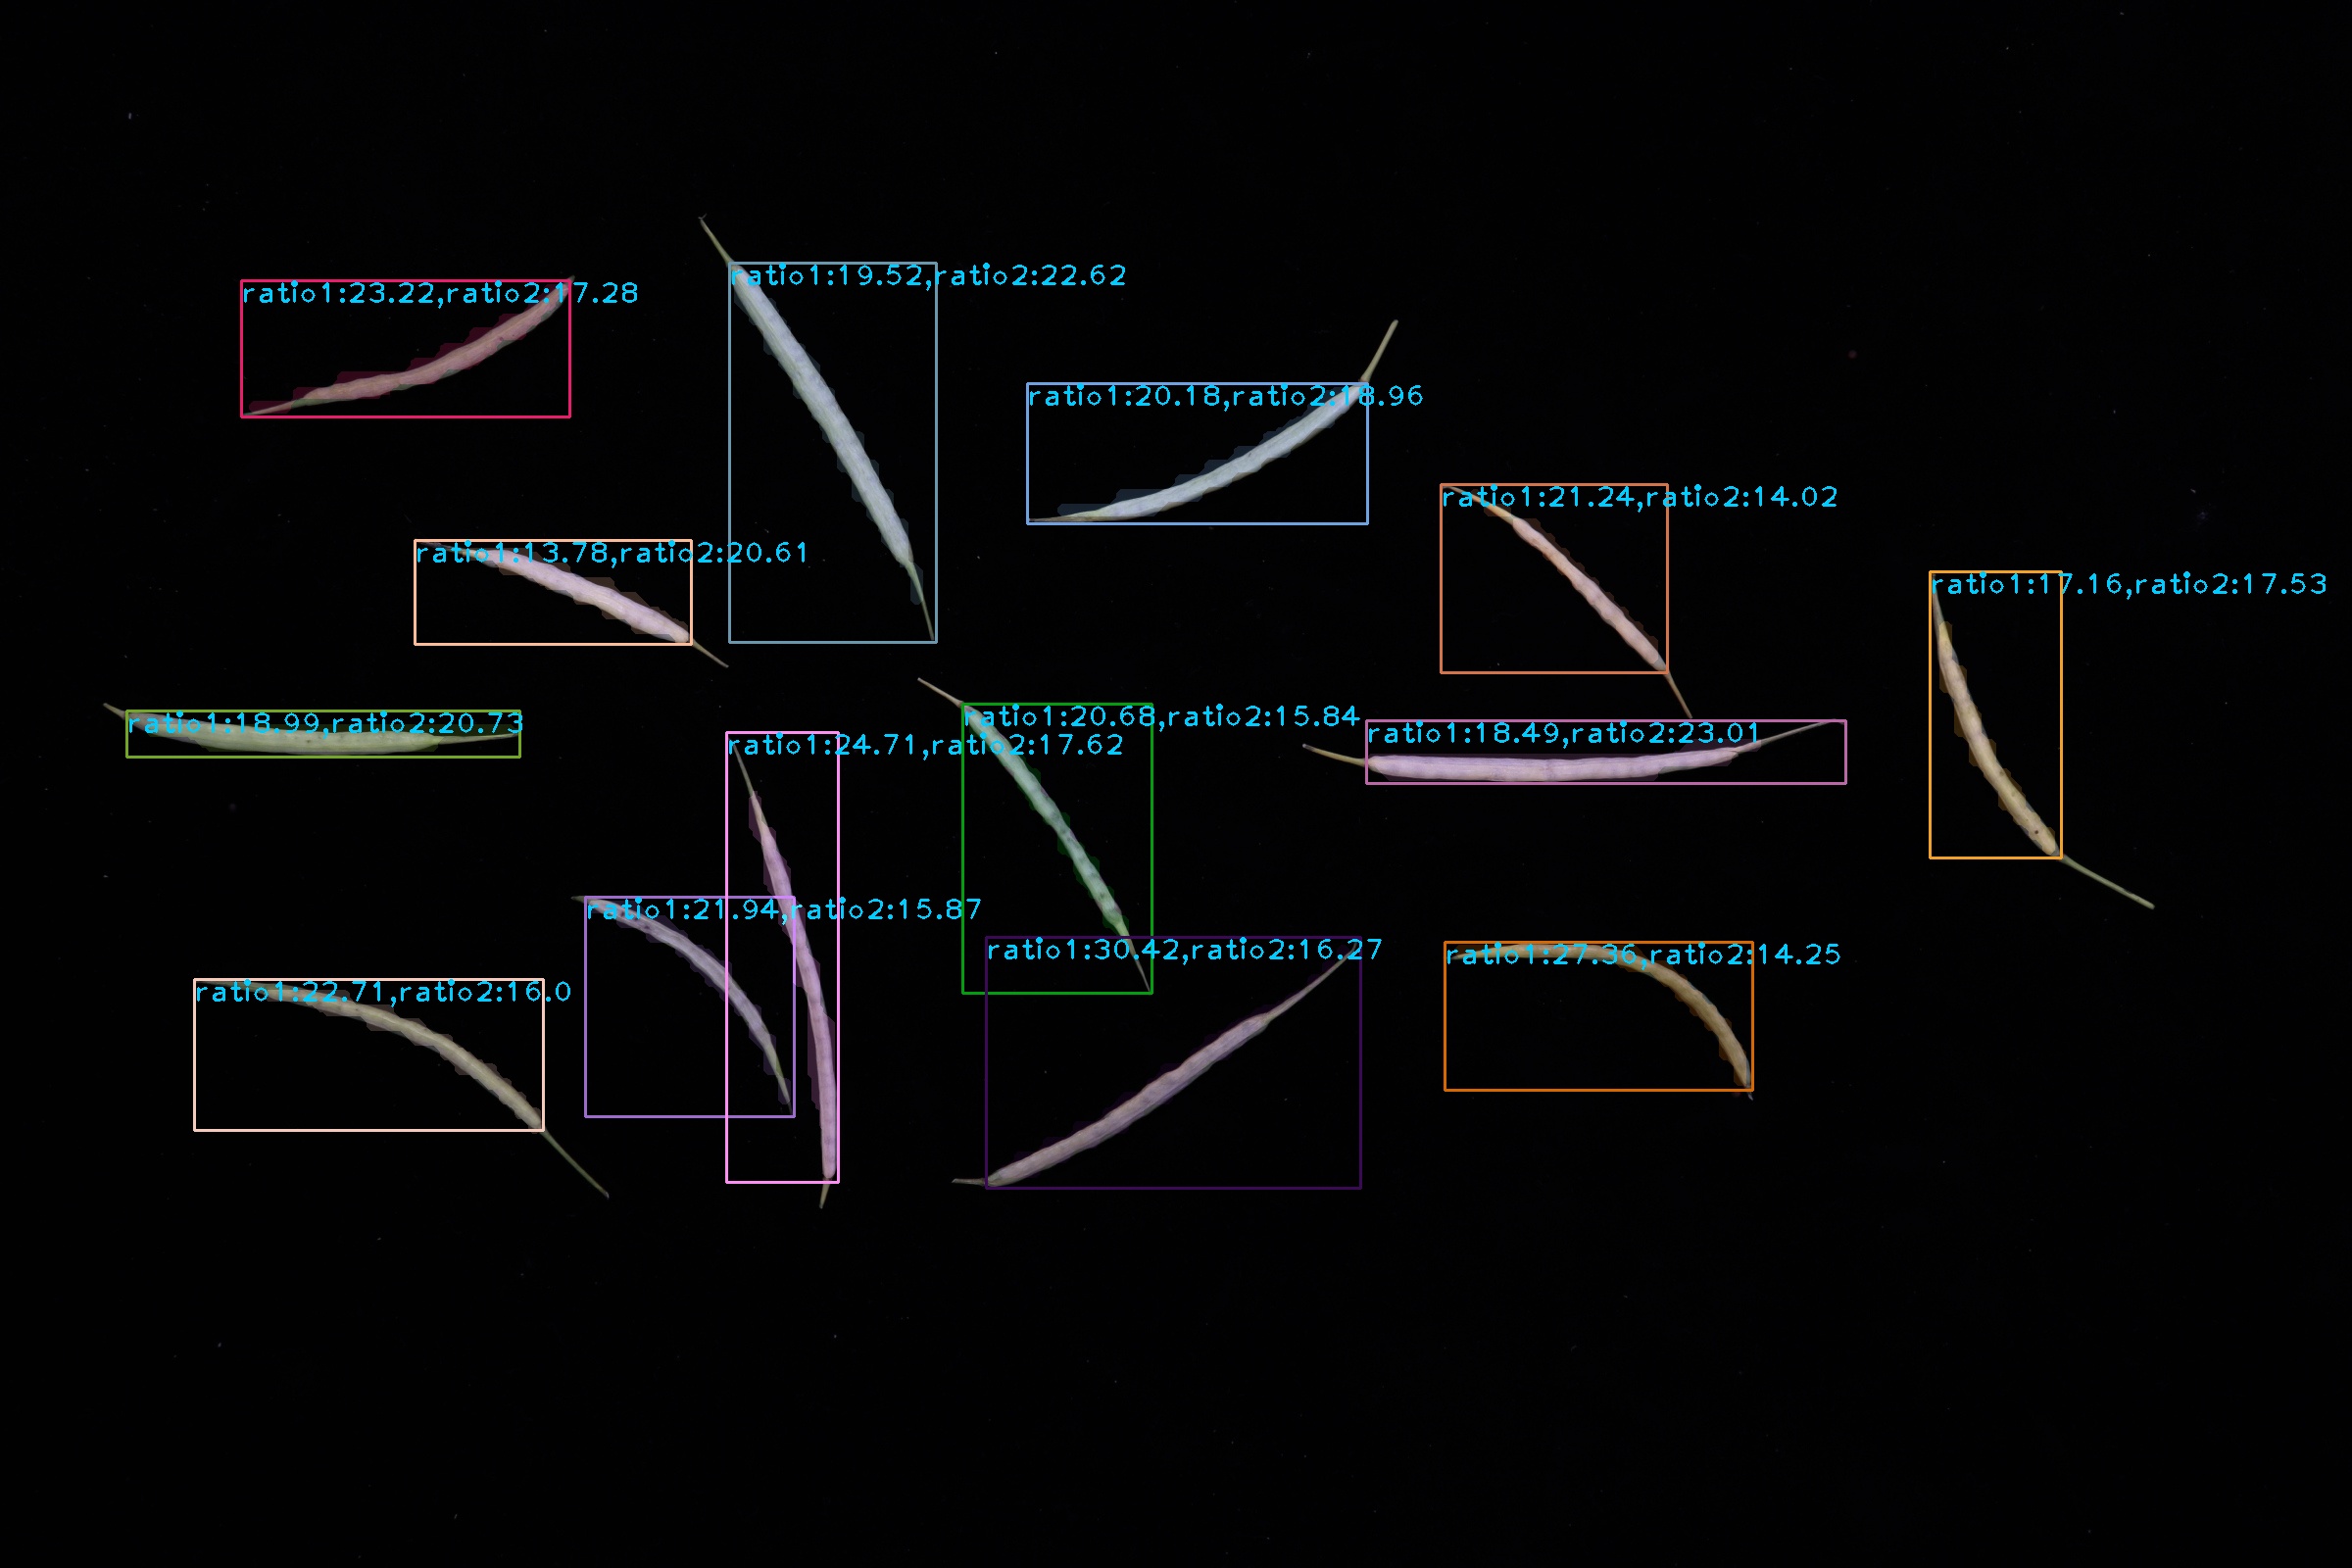 ratio1:19.52,ratio2:22.62
ratio1:23.22,ratio2:17.28
ratio1:20.18,ratio2:18.96
ratio1:21.24,ratio2:14.02
ratio1:13.78,ratio2:20.61
ratio1:17.16,ratio2:17.53
ratio1:20.68,ratio2:15.84
ratio1:18.99,ratio2:20.73
ratio1:18.49,ratio2:23.01
ratio1:24.71,ratio2:17.62
ratio1:21.94,ratio2:15.87
ratio1:30.42,ratio2:16.27
ratio1:27.36,ratio2:14.25
ratio1:22.71,ratio2:16.0